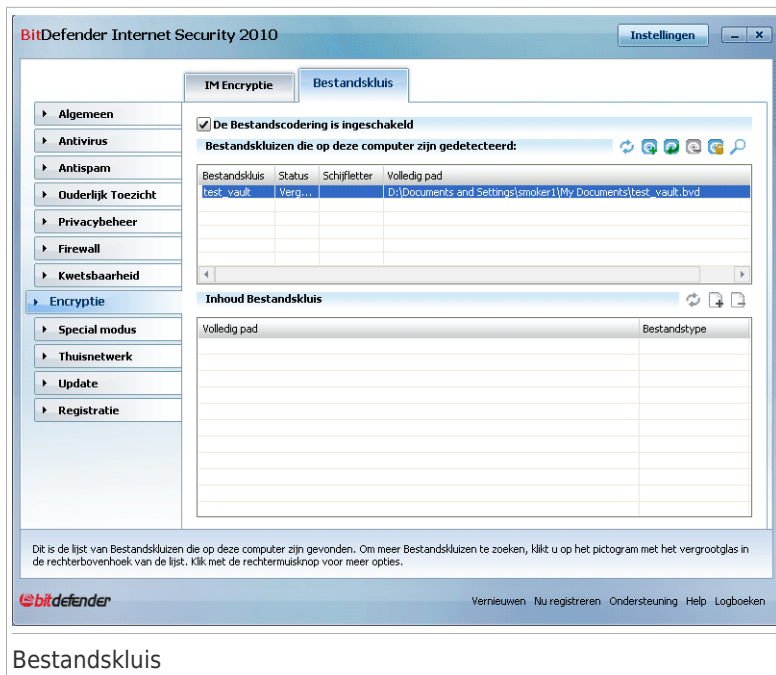 BitDefender Internet Security 2010
Instellingen
IM Encryptie
Bestandskluis
Algemeen
Antivirus
Antispam
Ouderlijk Toezicht
Privacybeheer
Firewall
Kwetsbaarheid
Encryptie
Special modus
Thuisnetwerk
Update
Registratie
De Bestandscodering is ingeschakeld
Bestandskluizen die op deze computer zijn gedetecteerd:
Bestandskluis Status Schijfletter Volledig pad
test_vault Verg... D:\Documents and Settings\smoker1\My Documents\test_vault.bvd
Inhoud Bestandskluis
Volledig pad Bestandstype
Dit is de lijst van Bestandskluizen die op deze computer zijn gevonden. Om meer Bestandskluizen te zoeken, klikt u op het pictogram met het vergrootglas in
de rechterbovenhoek van de lijst. Klik met de rechtermuisknop voor meer opties.
bitdefender
Vernieuwen Nu registreren Ondersteuning Help Logboeken
Bestandskluis